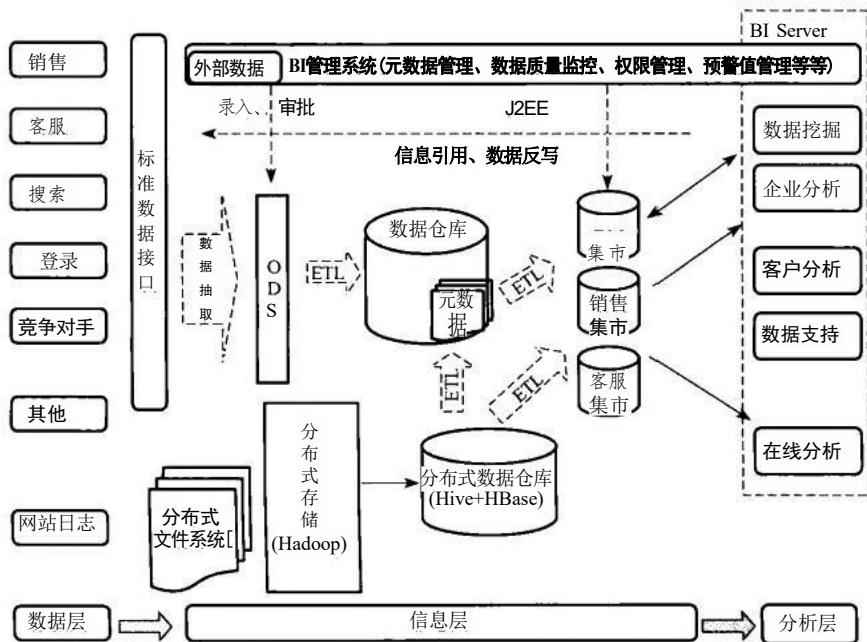 BI Server
销售
外部数据
BI管理系统(元数据管理、数据质量监控、权限管理、预警值管理等等)
录入、
审批
J2EE
信息引用、数据反写
客服
搜索
登录
竞争对手
其他
网站日志
标准数据接口
數据抽取
ODS
ETL
数据仓库
元数
据
ETL
集市
销售
集市
客服
集市
ETL
ETL
数据挖掘
企业分析
客户分析
数据支持
在线分析
分布式
文件系统[
分布式存储
(Hadoop)
分布式数据仓库
(Hive+HBase)
数据层
信息层
分析层